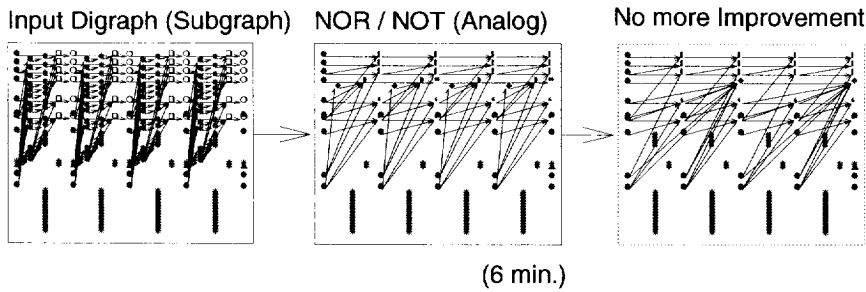 Input Digraph (Subgraph)
NOR / NOT (Analog)
No more Improvement
(6 min.)